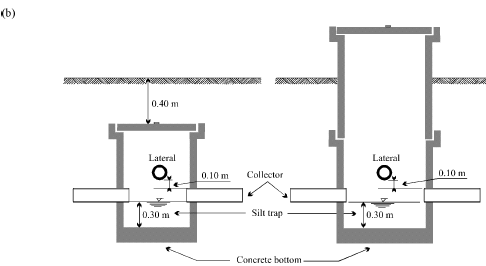 (b)
0.40 m
Lateral
Lateral
0.10 m
Collector
0.10 m
0.30 m
Silt trap
0.30 m
Concrete bottom